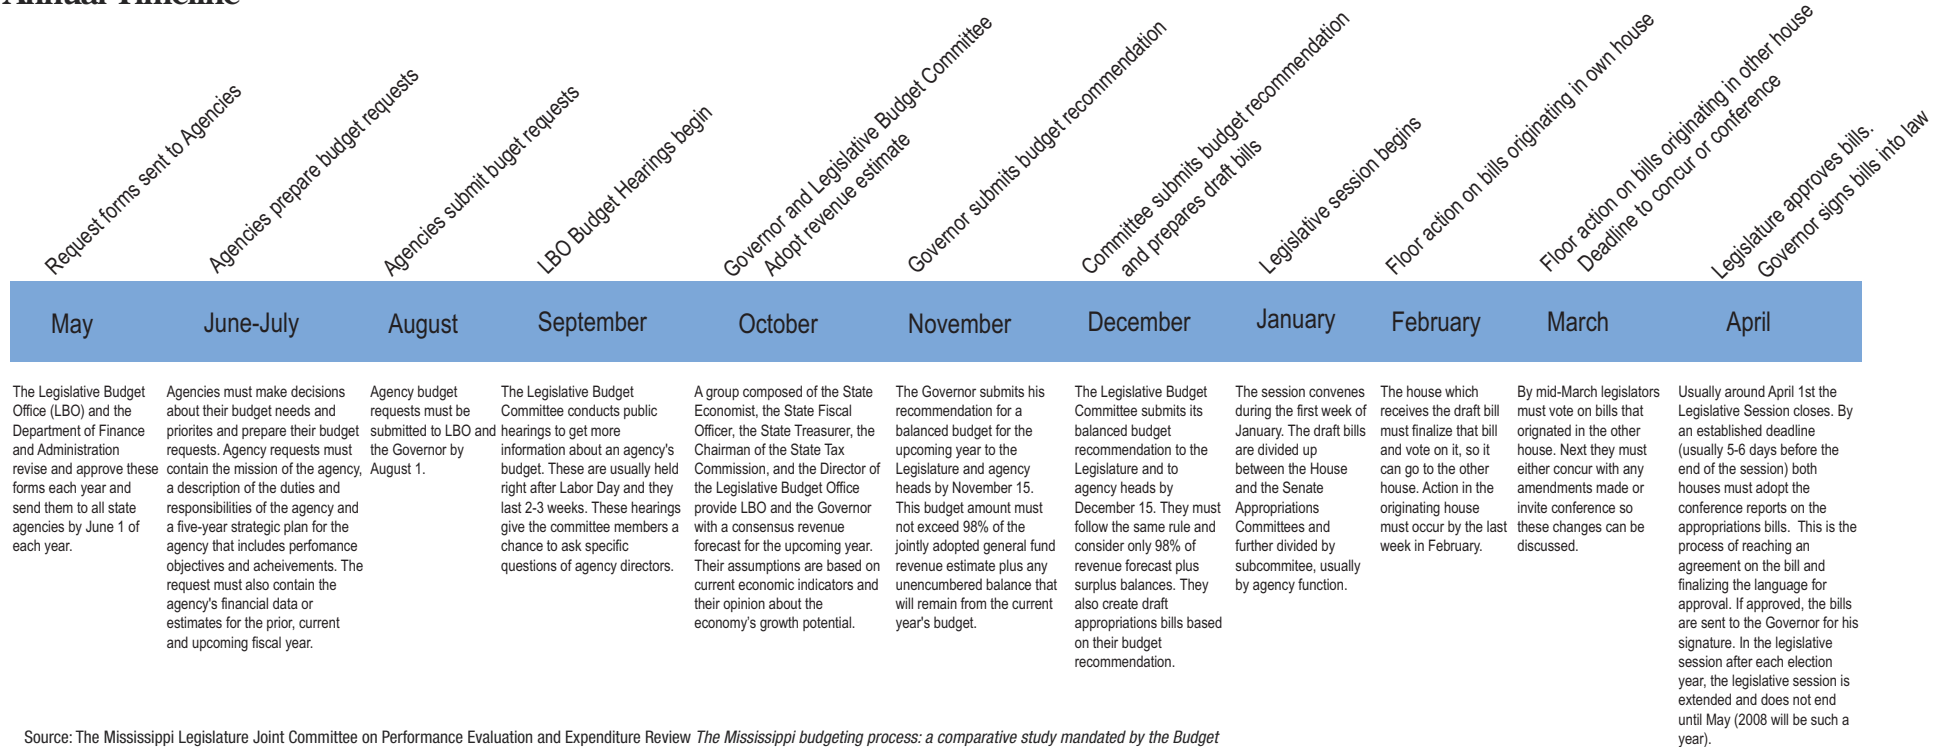 Annual Timeline
Request forms sent to Agencies
Agencies prepare budget requests
Agencies submit buget requests
LBO Budget Hearings begin
Governor and Legislative Budget Committee
Adopt revenue estimate
Governor submits budget recommendation
Committee submits budget recommendation
and prepares draft bills
Legislative session begins
Floor action on bills originating in own house
Floor action on bills originating in other house
Deadline to concur or conference
Legislature approves bills.
Governor signs bills into law
May
June-July
August
September
October
November
December
January
February
March
April
The Legislative Budget
Office (LBO) and the
Department of Finance
and Administration
revise and approve these
forms each year and
send them to all state
agencies by June 1 of
each year.
Agencies must make decisions
about their budget needs and
priorites and prepare their budget
requests. Agency requests must
contain the mission of the agency,
a description of the duties and
responsibilities of the agency and
a five-year strategic plan for the
agency that includes perfomance
objectives and acheivements. The
request must also contain the
agency's financial data or
estimates for the prior, current
and upcoming fiscal year.
Agency budget
requests must be
submitted to LBO and
the Governor by
August 1.
The Legislative Budget
Committee conducts public
hearings to get more
information about an agency's
budget. These are usually held
right after Labor Day and they
last 2-3 weeks. These hearings
give the committee members a
chance to ask specific
questions of agency directors.
A group composed of the State
Economist, the State Fiscal
Officer, the State Treasurer, the
Chairman of the State Tax
Commission, and the Director of
the Legislative Budget Office
provide LBO and the Governor
with a consensus revenue
forecast for the upcoming year.
Their assumptions are based on
current economic indicators and
their opinion about the
economy's growth potential.
The Governor submits his
recommendation for a
balanced budget for the
upcoming year to the
Legislature and agency
heads by November 15.
This budget amount must
not exceed 98% of the
jointly adopted general fund
revenue estimate plus any
unencumbered balance that
will remain from the current
year's budget.
The Legislative Budget
Committee submits its
balanced budget
recommendation to the
Legislature and to
agency heads by
December 15. They must
follow the same rule and
consider only 98% of
revenue forecast plus
surplus balances. They
also create draft
appropriations bills based
on their budget
recommendation.
The session convenes
during the first week of
January. The draft bills
are divided up
between the House
and the Senate
Appropriations
Committees and
further divided by
subcommitee, usually
by agency function.
The house which
receives the draft bill
must finalize that bill
and vote on it, so it
can go to the other
house. Action in the
originating house
must occur by the last
week in February.
By mid-March legislators
must vote on bills that
orignated in the other
house. Next they must
either concur with any
amendments made or
invite conference so
these changes can be
discussed.
Usually around April 1st the
Legislative Session closes. By
an established deadline
(usually 5-6 days before the
end of the session) both
houses must adopt the
conference reports on the
appropriations bills.  This is the
process of reaching an
agreement on the bill and
finalizing the language for
approval. If approved, the bills
are sent to the Governor for his
signature. In the legislative
session after each election
year, the legislative session is
extended and does not end
until May (2008 will be such a
year).
Source: The Mississippi Legislature Joint Committee on Performance Evaluation and Expenditure Review The Mississippi budgeting process: a comparative study mandated by the Budget